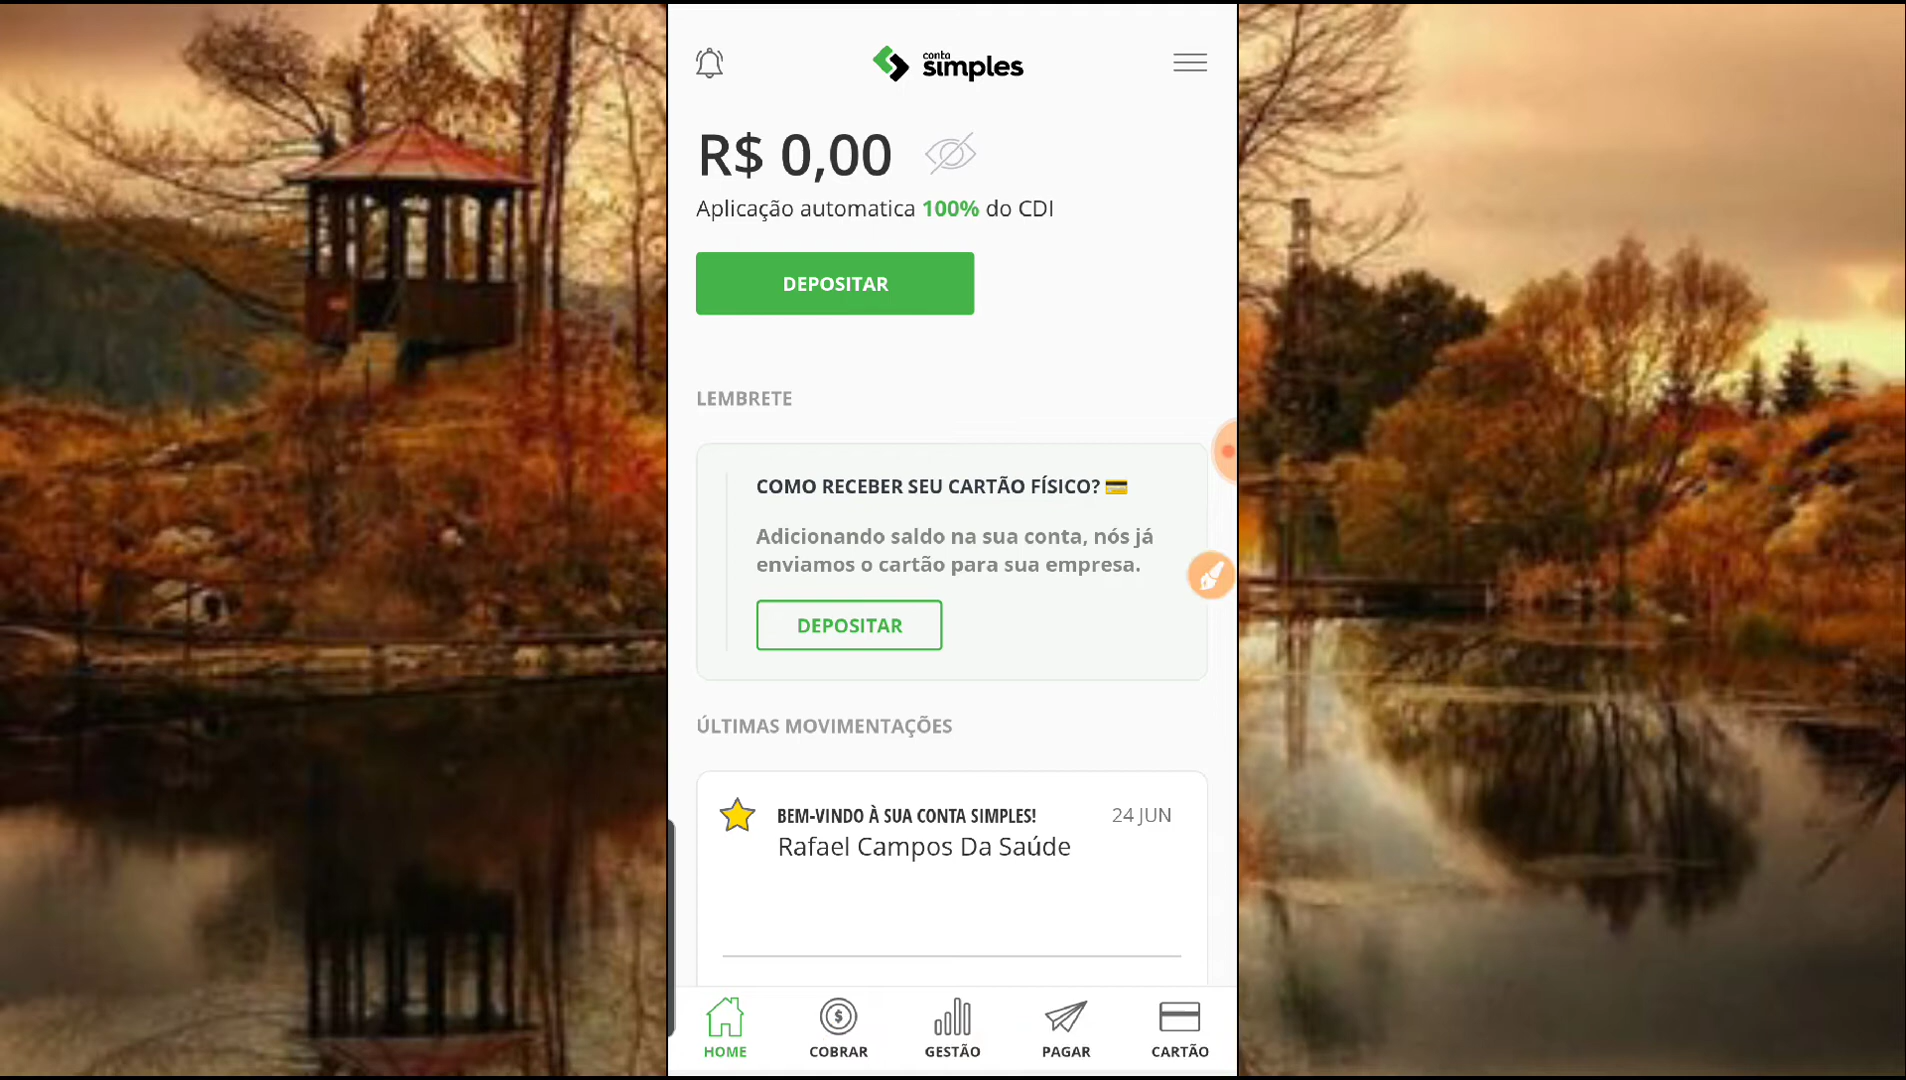 conta
simples
R$ 0,00
Aplicação automatica 100% do CDI
DEPOSITAR
LEMBRETE
COMO RECEBER SEU CARTÃO FÍSICO?
Adicionando saldo na sua conta, nós já
enviamos o cartão para sua empresa.
DEPOSITAR
ÚLTIMAS MOVIMENTAÇÕES
BEM-VINDO À SUA CONTA SIMPLES! 24 JUN
Rafael Campos Da Saúde
HOME COBRAR GESTÃO PAGAR CARTÃO